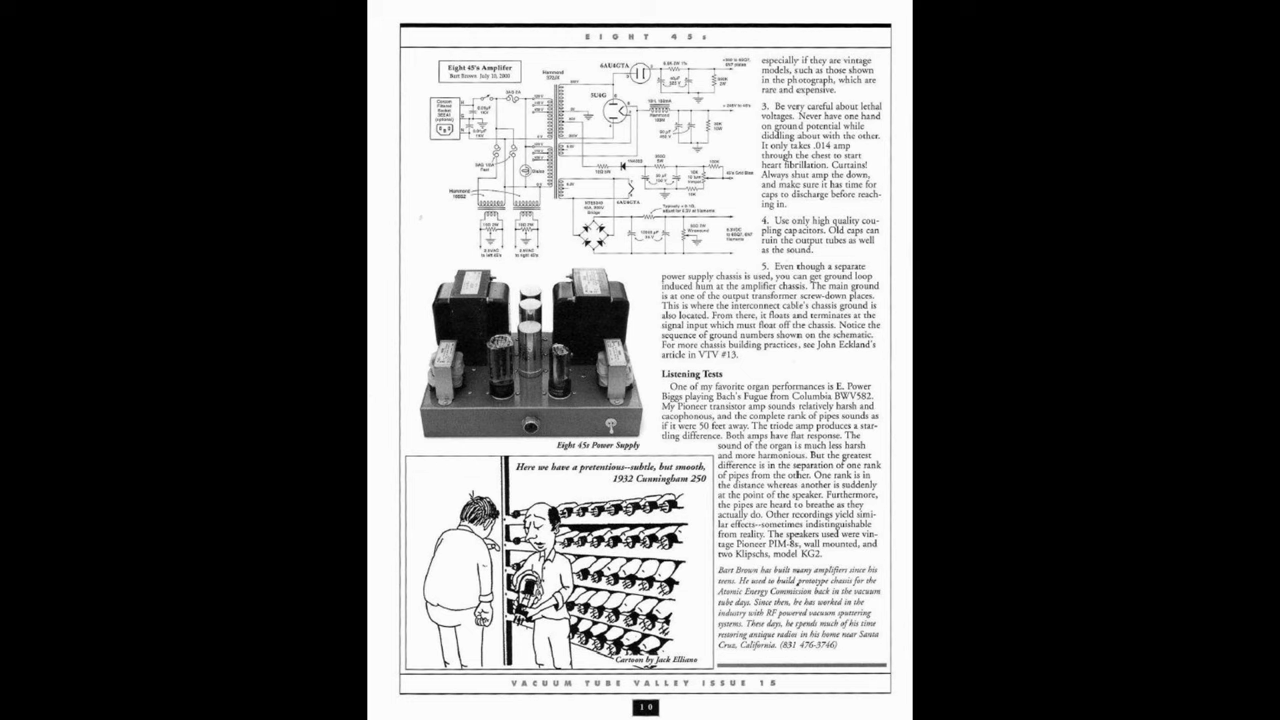 EIGHT 45s
Eight 45's Amplifer
Bart Brown July 10, 2000
Hammond
6AU4GTA
5U4G
6AU4GTA
Hammond
especially if they are vintage
models, such as those shown
in the photograph, which are
rare and expensive.
3. Be very careful about lethal
voltages. Never have one hand
on ground potential while
diddling about with the other.
It only takes .014 amp
through the chest to start
heart fibrillation. Curtains!
Always shut amp the down,
and make sure it has time for
caps to discharge before reach-
ing in.
4. Use only high quality cou-
pling capacitors. Old caps can
ruin the output tubes as well
as the sound.
5. Even though a separate
power supply chassis is used, you can get ground loop
induced hum at the amplifier chassis. The main ground
is at one of the output transformer screw-down places.
This is where the interconnect cable's chassis ground is
also located. From there, it floats and terminates at the
signal input which must float off the chassis. Notice the
sequence of ground numbers shown on the schematic.
For more chassis building practices, see John Eckland's
article in VTV #13.
Eight 45s Power Supply
Listening Tests
One of my favorite organ performances is E. Power
Biggs playing Bach's Fugue from Columbia BWV582.
My Pioneer transistor amp sounds relatively harsh and
cacophonous, and the complete rank of pipes sounds as
if it were 50 feet away. The triode amp produces a star-
tling difference. Both amps have flat response. The
sound of the organ is much less harsh
and more harmonious. But the greatest
difference is in the separation of one rank
of pipes from the other. One rank is in
the distance whereas another is suddenly
at the point of the speaker. Furthermore,
the pipes are heard to breathe as they
actually do. Other recordings yield simi-
lar effects--sometimes indistinguishable
from reality. The speakers used were vin-
tage Pioneer PIM-8s, wall mounted, and
two Klipschs, model KG2.
Bart Brown has built many amplifiers since his
teens. He used to build prototype chassis for the
Atomic Energy Commission back in the vacuum
tube days. Since then, he has worked in the
industry with RF powered vacuum sputtering
systems. These days, he spends much of his time
restoring antique radios in his home near Santa
Cruz, California. (831 476-3746)
Here we have a pretentious--subtle, but smooth,
1932 Cunningham 250
Cartoon by Jack Elliano
VACUUM TUBE VALLEY ISSUE 15
10